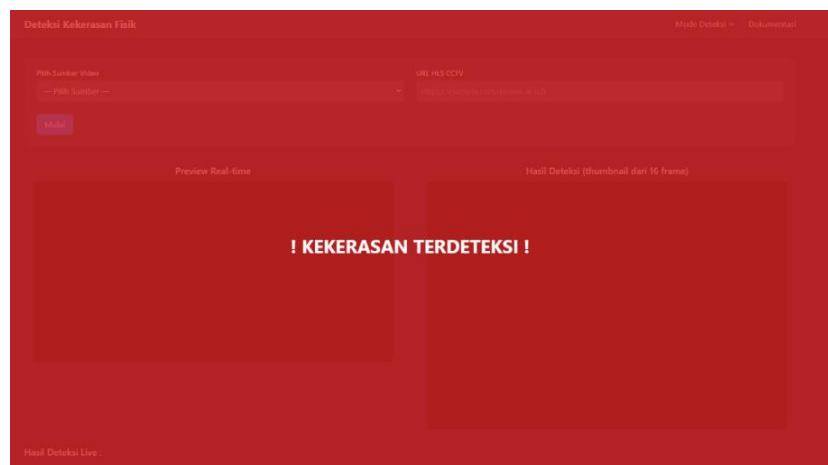 Deteksi Kekerasan Fisik
Mode Deteksi
Dokumentasi
Pilih Sumber Video
URL HLS CCTV
--- Pilih Sumber ---
Mulai
Preview Real-time
Hasil Deteksi (thumbnail dari 16 frame)
! KEKERASAN TERDETEKSI !
Hasil Deteksi Live :